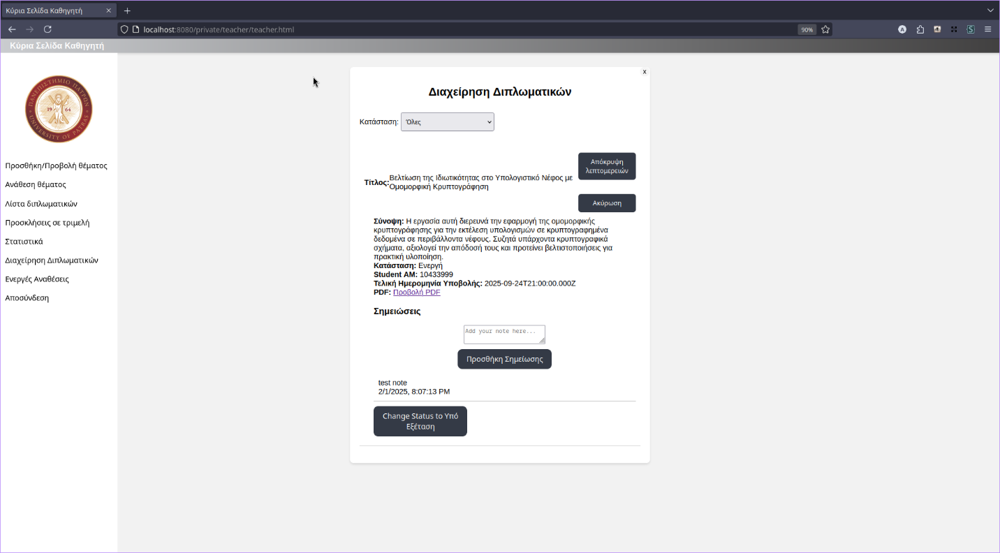 Κύρια Σελίδα Καθηγητή
localhost:8080/private/teacher/teacher.html
90%
A
S
Κύρια Σελίδα Καθηγητή
ΠΑΝΕΠΙΣΤΗΜΙΟ ΠΑΤΡΩΝ
19 64
UNIVERSITY OF PATRAS
Προσθήκη/Προβολή θέματος
Ανάθεση θέματος
Λίστα διπλωματικών
Προσκλήσεις σε τριμελή
Στατιστικά
Διαχείρηση Διπλωματικών
Ενεργές Αναθέσεις
Αποσύνδεση
x
Διαχείρηση Διπλωματικών
Κατάσταση: Όλες
Απόκρυψη
λεπτομερειών
Τίτλος: Βελτίωση της Ιδιωτικότητας στο Υπολογιστικό Νέφος με
Ομομορφική Κρυπτογράφηση
Ακύρωση
Σύνοψη: Η εργασία αυτή διερευνά την εφαρμογή της ομομορφικής
κρυπτογράφησης για την εκτέλεση υπολογισμών σε κρυπτογραφημένα
δεδομένα σε περιβάλλοντα νέφους. Συζητά υπάρχοντα κρυπτογραφικά
σχήματα, αξιολογεί την απόδοσή τους και προτείνει βελτιστοποιήσεις για
πρακτική υλοποίηση.
Κατάσταση: Ενεργή
Student AM: 10433999
Τελική Ημερομηνία Υποβολής: 2025-09-24T21:00:00.000Z
PDF: Προβολή PDF
Σημειώσεις
Add your note here...
Προσθήκη Σημείωσης
test note
2/1/2025, 8:07:13 PM
Change Status to Υπό
Εξέταση